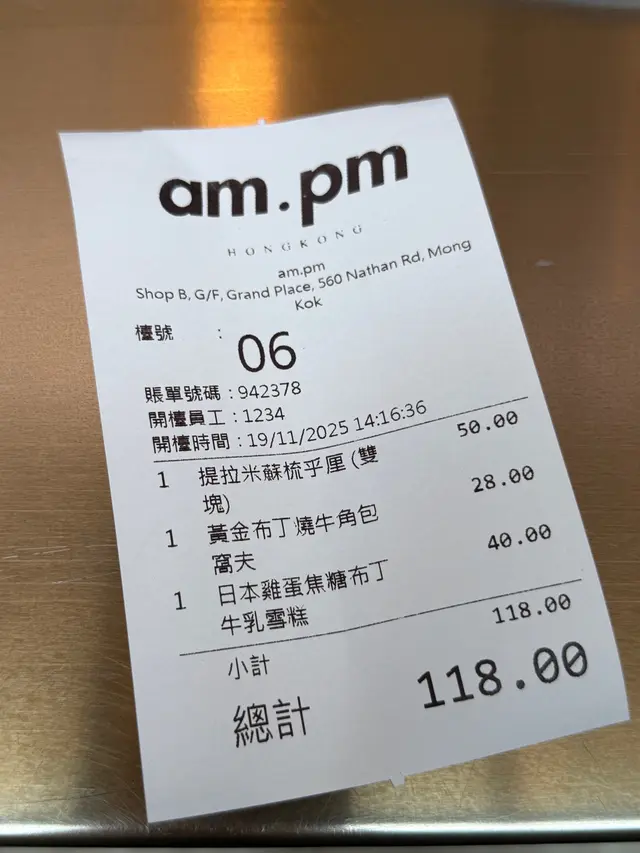 am.pm
HONGKONG
am.pm
Shop B, G/F, Grand Place, 560 Nathan Rd, Mong
Kok
檯號 :
06
賬單號碼 : 942378
開檯員工 : 1234
開檯時間 : 19/11/2025 14:16:36
1 提拉米蘇梳乎厘 (雙 50.00
塊)
1 黃金布丁燒牛角包 28.00
窩夫
1 日本雞蛋焦糖布丁 40.00
牛乳雪糕
小計 118.00
總計 118.00